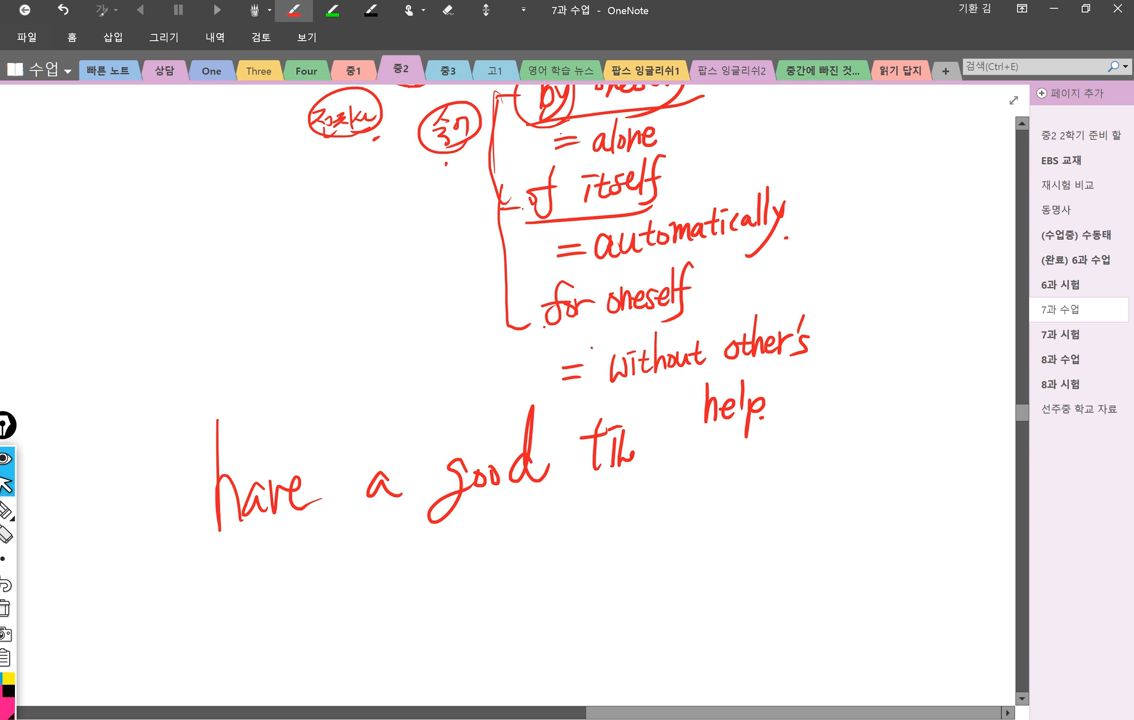 7과 수업 - OneNote
기환 김
파일 홈 삽입 그리기 내역 검토 보기
수업 빠른 노트 상담 One Three Four 중1 중2 중3 고1 영어 학습 뉴스 팝스 잉글리쉬1 팝스 잉글리쉬2 중간에 빠진 것... 읽기 답지 + 검색(Ctrl+E)
페이지 추가
중2 2학기 준비 할
EBS 교재
재시험 비교
동명사
(수업중) 수동태
(완료) 6과 수업
6과 시험
7과 수업
7과 시험
8과 수업
8과 시험
선주중 학교 자료
by oneself
= alone
of itself
= automatically
for oneself
= without other's
help.
have a good